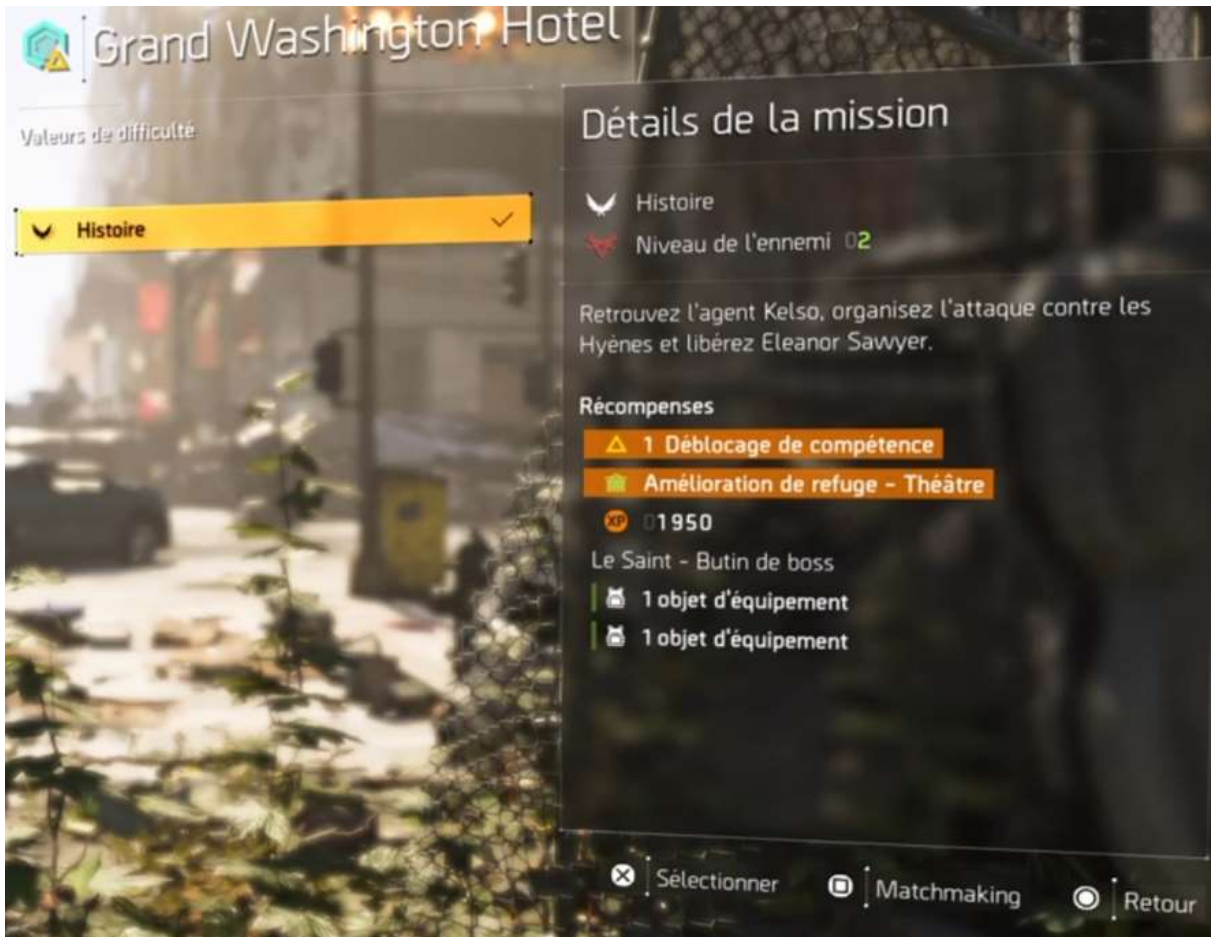 Grand Washington Hotel
Valeurs de difficulté
Histoire
Détails de la mission
Histoire
Niveau de l'ennemi 02
Retrouvez l'agent Kelso, organisez l'attaque contre les
Hyènes et libérez Eleanor Sawyer.
Récompenses
1 Déblocage de compétence
Amélioration de refuge - Théâtre
XP 01950
Le Saint - Butin de boss
1 objet d'équipement
1 objet d'équipement
Sélectionner
Matchmaking
Retour